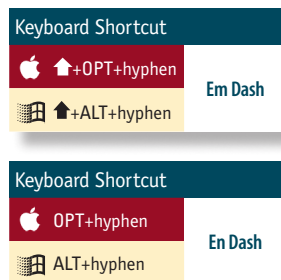 Keyboard Shortcut
⬆+OPT+hyphen
Em Dash
⬆+ALT+hyphen
Keyboard Shortcut
OPT+hyphen
En Dash
ALT+hyphen